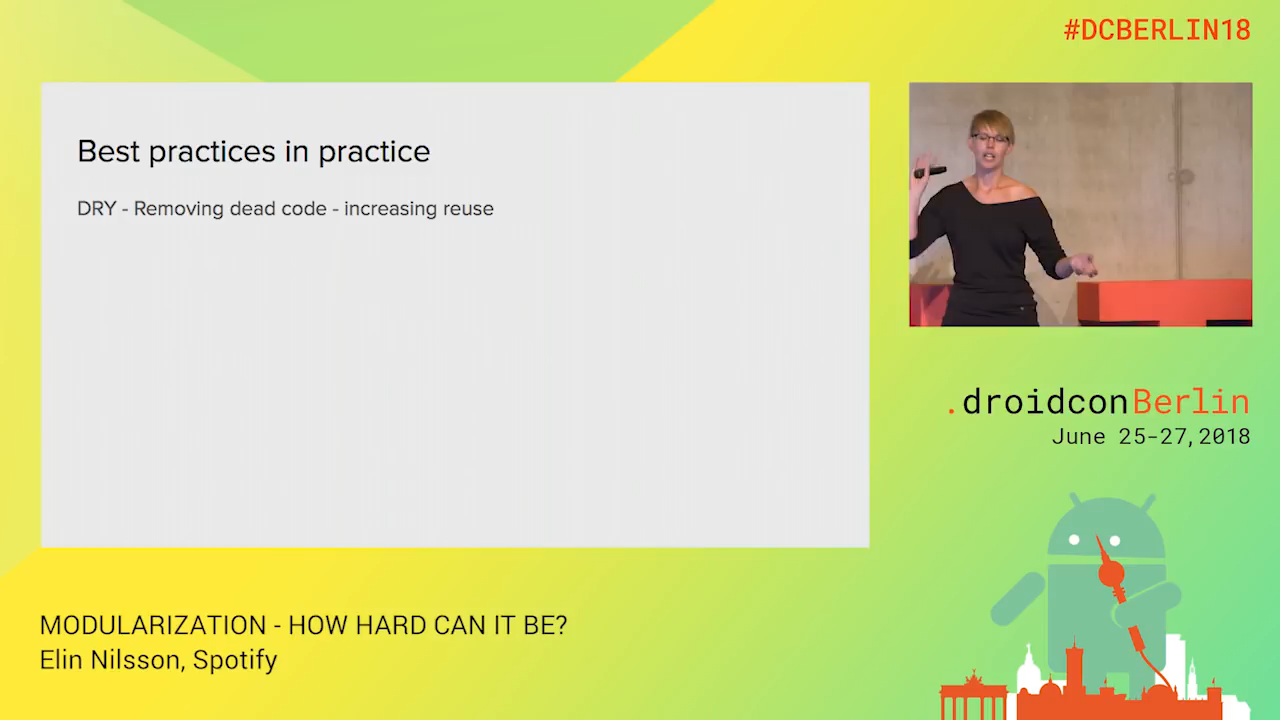 #DCBERLIN18
Best practices in practice
DRY - Removing dead code - increasing reuse
.droidconBerlin
June 25-27, 2018
MODULARIZATION - HOW HARD CAN IT BE?
Elin Nilsson, Spotify